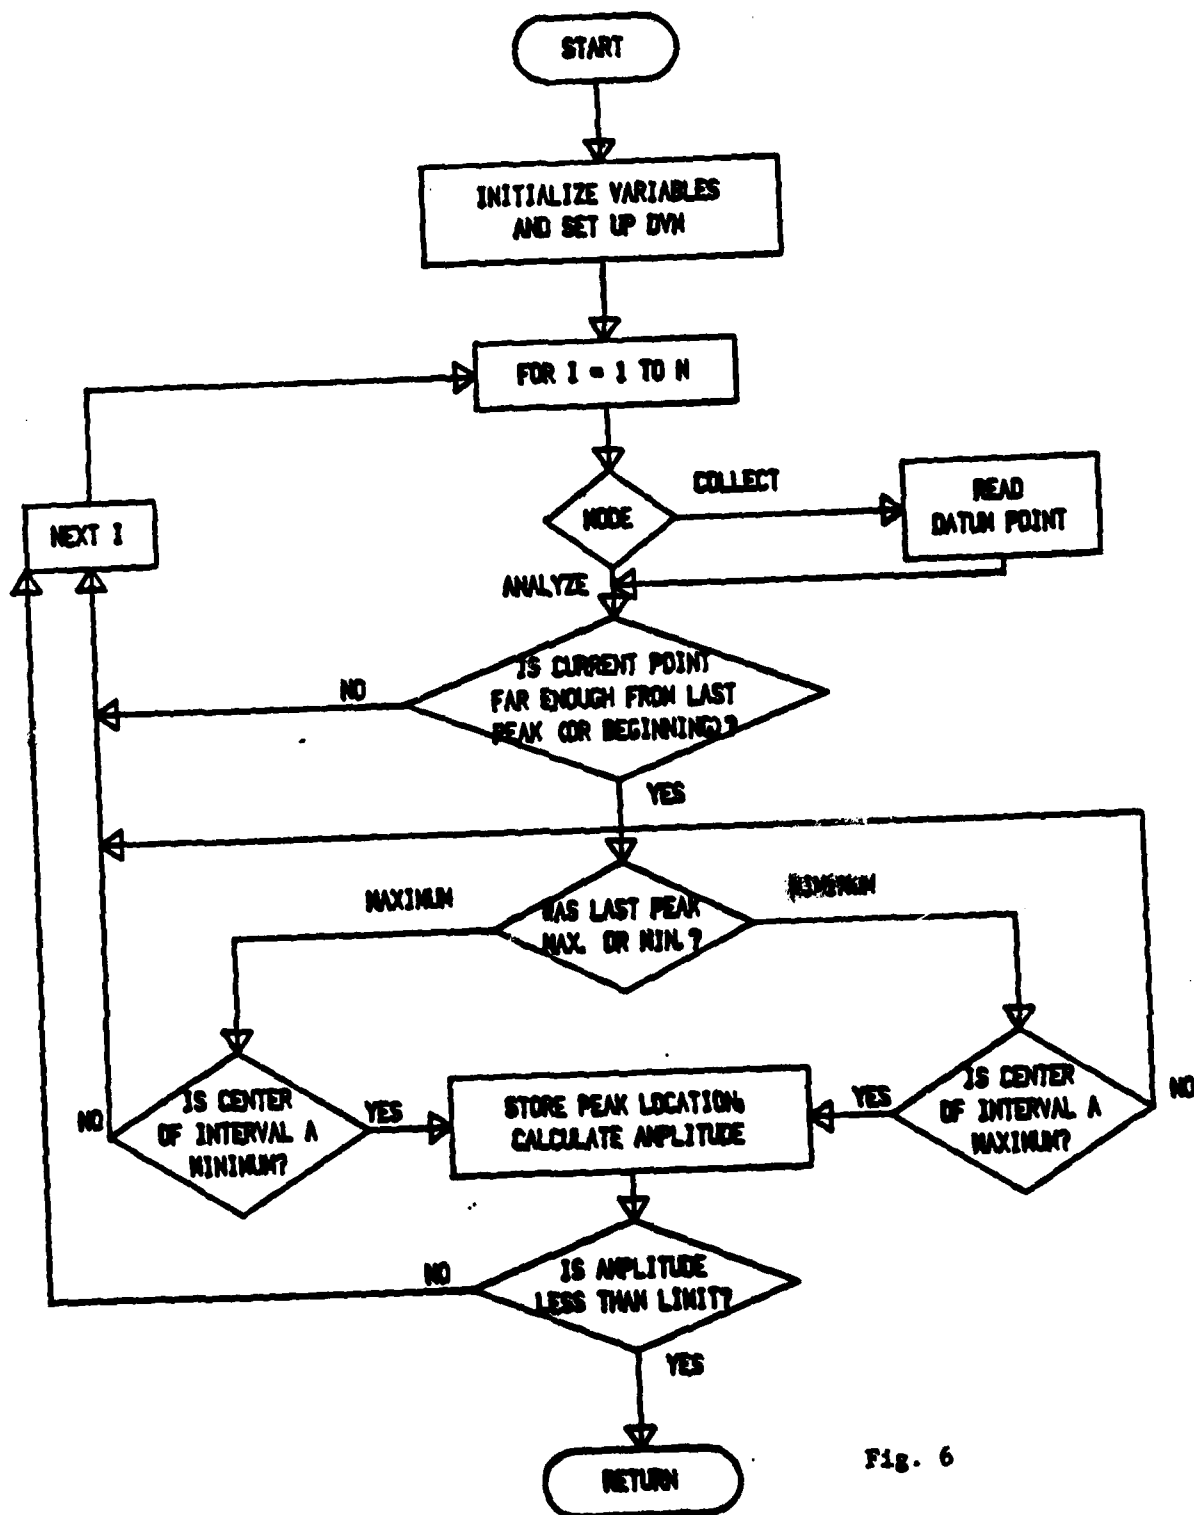 START
INITIALIZE VARIABLES
AND SET UP DVM
FOR I = 1 TO N
MODE
COLLECT
READ
DATUM POINT
NEXT I
ANALYZE
IS CURRENT POINT
FAR ENOUGH FROM LAST
PEAK (OR BEGINNING)?
NO
YES
MAXIMUM
WAS LAST PEAK
MAX. OR MIN.?
MINIMUM
NO
IS CENTER
OF INTERVAL A
MINIMUM?
YES
STORE PEAK LOCATION,
CALCULATE AMPLITUDE
YES
IS CENTER
OF INTERVAL A
MAXIMUM?
NO
NO
IS AMPLITUDE
LESS THAN LIMIT?
YES
RETURN
Fig. 6